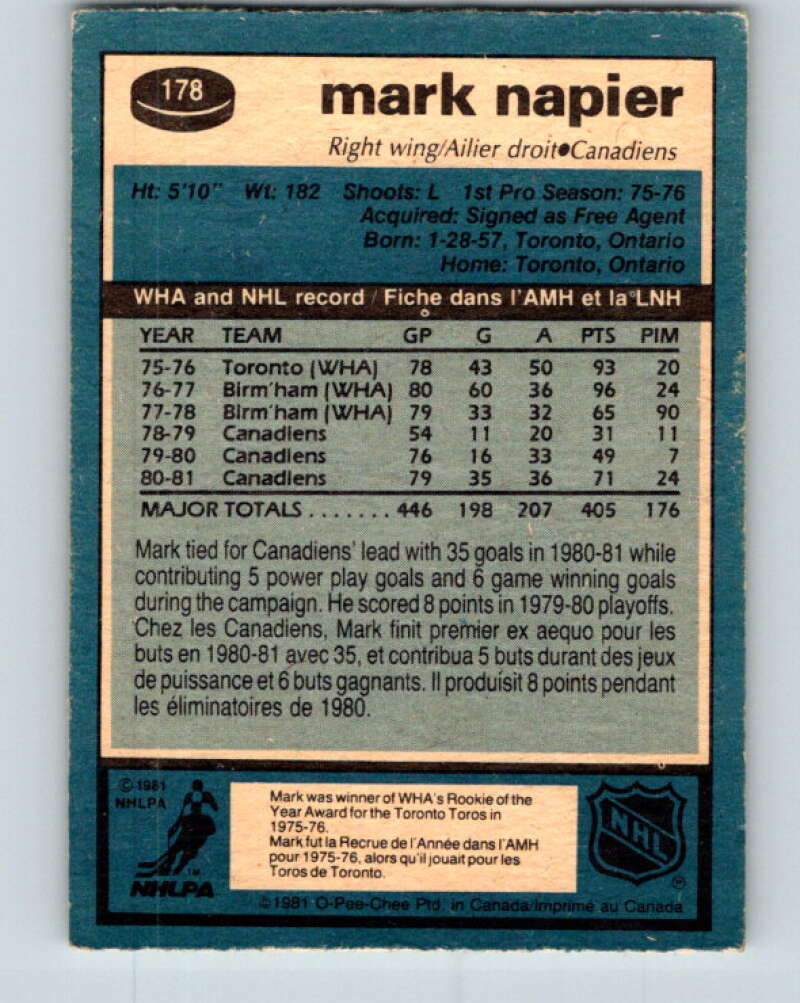 178
mark napier
Right wing/Ailier droit●Canadiens
Ht: 5'10" Wt: 182 Shoots: L 1st Pro Season: 75-76
Acquired: Signed as Free Agent
Born: 1-28-57, Toronto, Ontario
Home: Toronto, Ontario
WHA and NHL record / Fiche dans l'AMH et la LNH
YEAR TEAM GP G A PTS PIM
75-76 Toronto (WHA) 78 43 50 93 20
76-77 Birm'ham (WHA) 80 60 36 96 24
77-78 Birm'ham (WHA) 79 33 32 65 90
78-79 Canadiens 54 11 20 31 11
79-80 Canadiens 76 16 33 49 7
80-81 Canadiens 79 35 36 71 24
MAJOR TOTALS ....... 446 198 207 405 176
Mark tied for Canadiens' lead with 35 goals in 1980-81 while
contributing 5 power play goals and 6 game winning goals
during the campaign. He scored 8 points in 1979-80 playoffs.
Chez les Canadiens, Mark finit premier ex aequo pour les
buts en 1980-81 avec 35, et contribua 5 buts durant des jeux
de puissance et 6 buts gagnants. Il produisit 8 points pendant
les éliminatoires de 1980.
© 1981
NHLPA
TM
NHLPA
Mark was winner of WHA's Rookie of the
Year Award for the Toronto Toros in
1975-76.
Mark fut la Recrue de l'Année dans l'AMH
pour 1975-76, alors qu'il jouait pour les
Toros de Toronto.
NHL
© 1981 O-Pee-Chee Ptd. in Canada/Imprimé au Canada